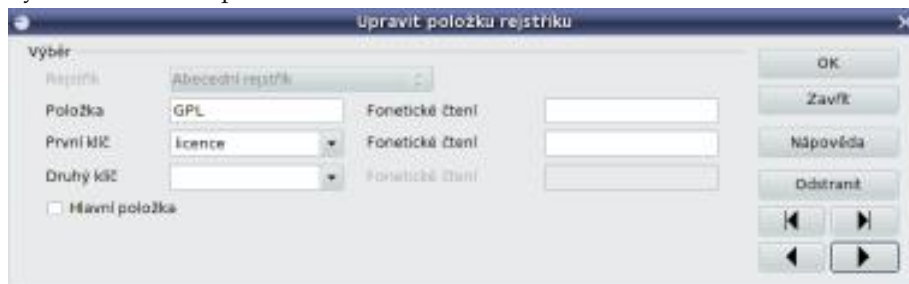 Upravit položku rejstříku
Výběr
Rejstřík Abecední rejstřík
OK
Položka GPL Fonetické čtení
Zavřít
První klíč licence Fonetické čtení
Nápověda
Druhý klíč Fonetické čtení
Odstranit
Hlavní položka